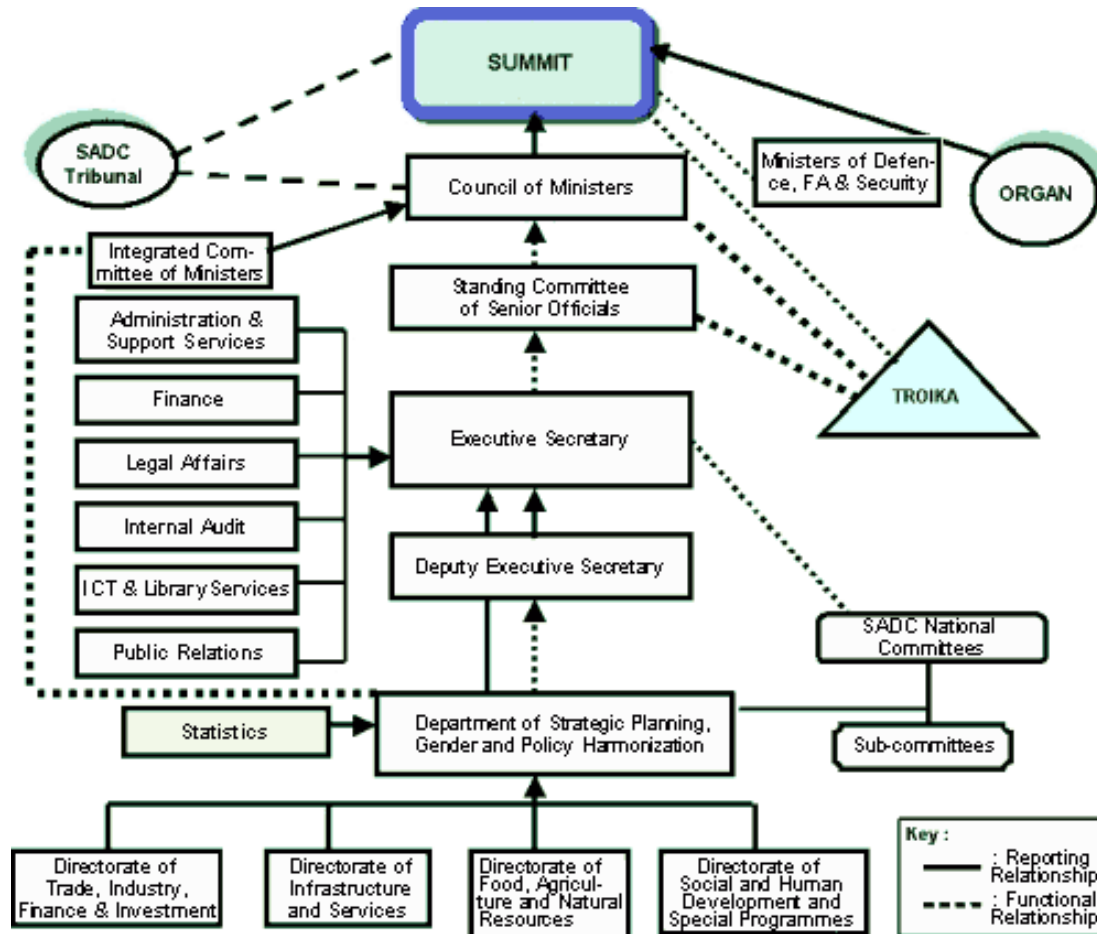 SUMMIT
SADC
Tribunal
Ministers of Defen-
ce, FA & Security
ORGAN
Council of Ministers
Integrated Com-
mittee of Ministers
Standing Committee
of Senior Officials
Administration &
Support Services
TROIKA
Finance
Executive Secretary
Legal Affairs
Internal Audit
Deputy Executive Secretary
ICT & Library Services
SADC National
Committees
Public Relations
Statistics
Department of Strategic Planning,
Gender and Policy Harmonization
Sub-committees
Directorate of
Trade, Industry,
Finance & Investment
Directorate of
Infrastructure
and Services
Directorate of
Food, Agricul-
ture and Natural
Resources
Directorate of
Social and Human
Development and
Special Programmes
Key :
: Reporting
Relationship
: Functional
Relationship